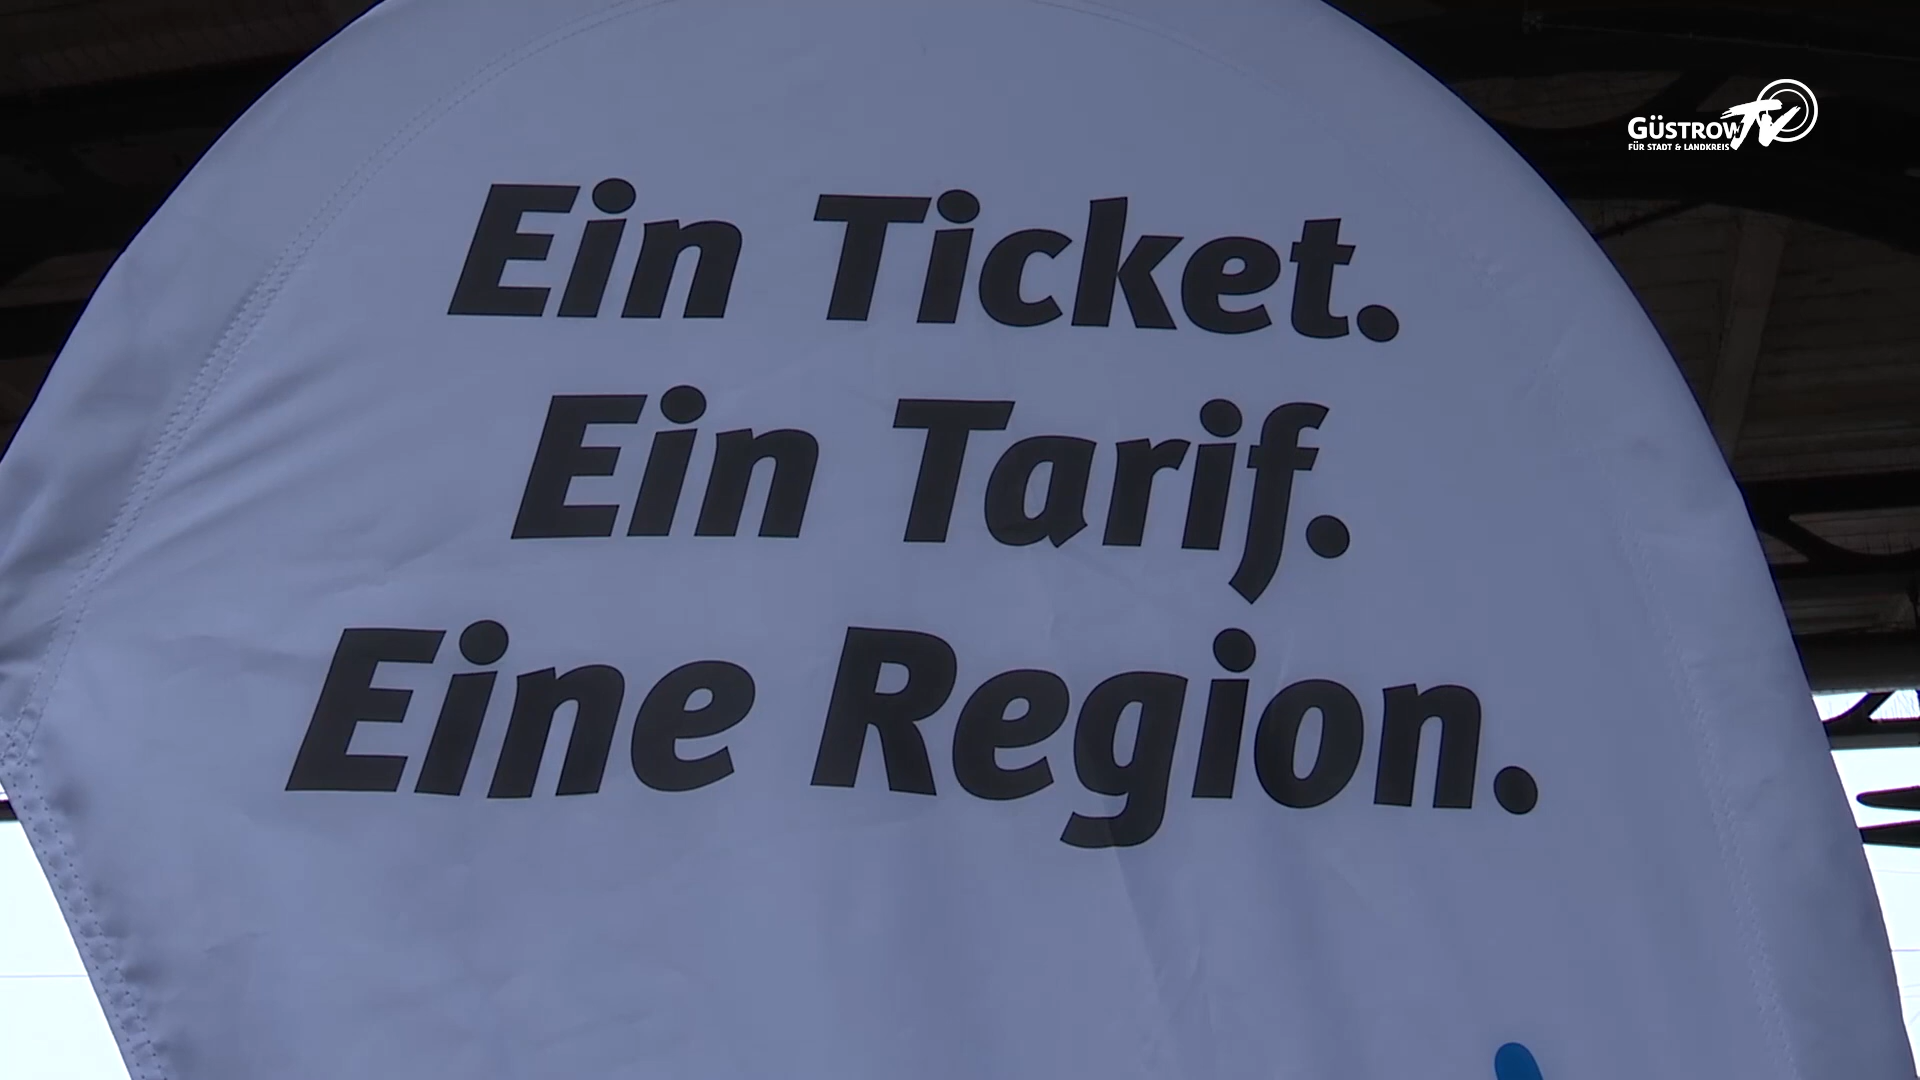 GÜSTROW TV
FÜR STADT & LANDKREIS
Ein Ticket.
Ein Tarif.
Eine Region.